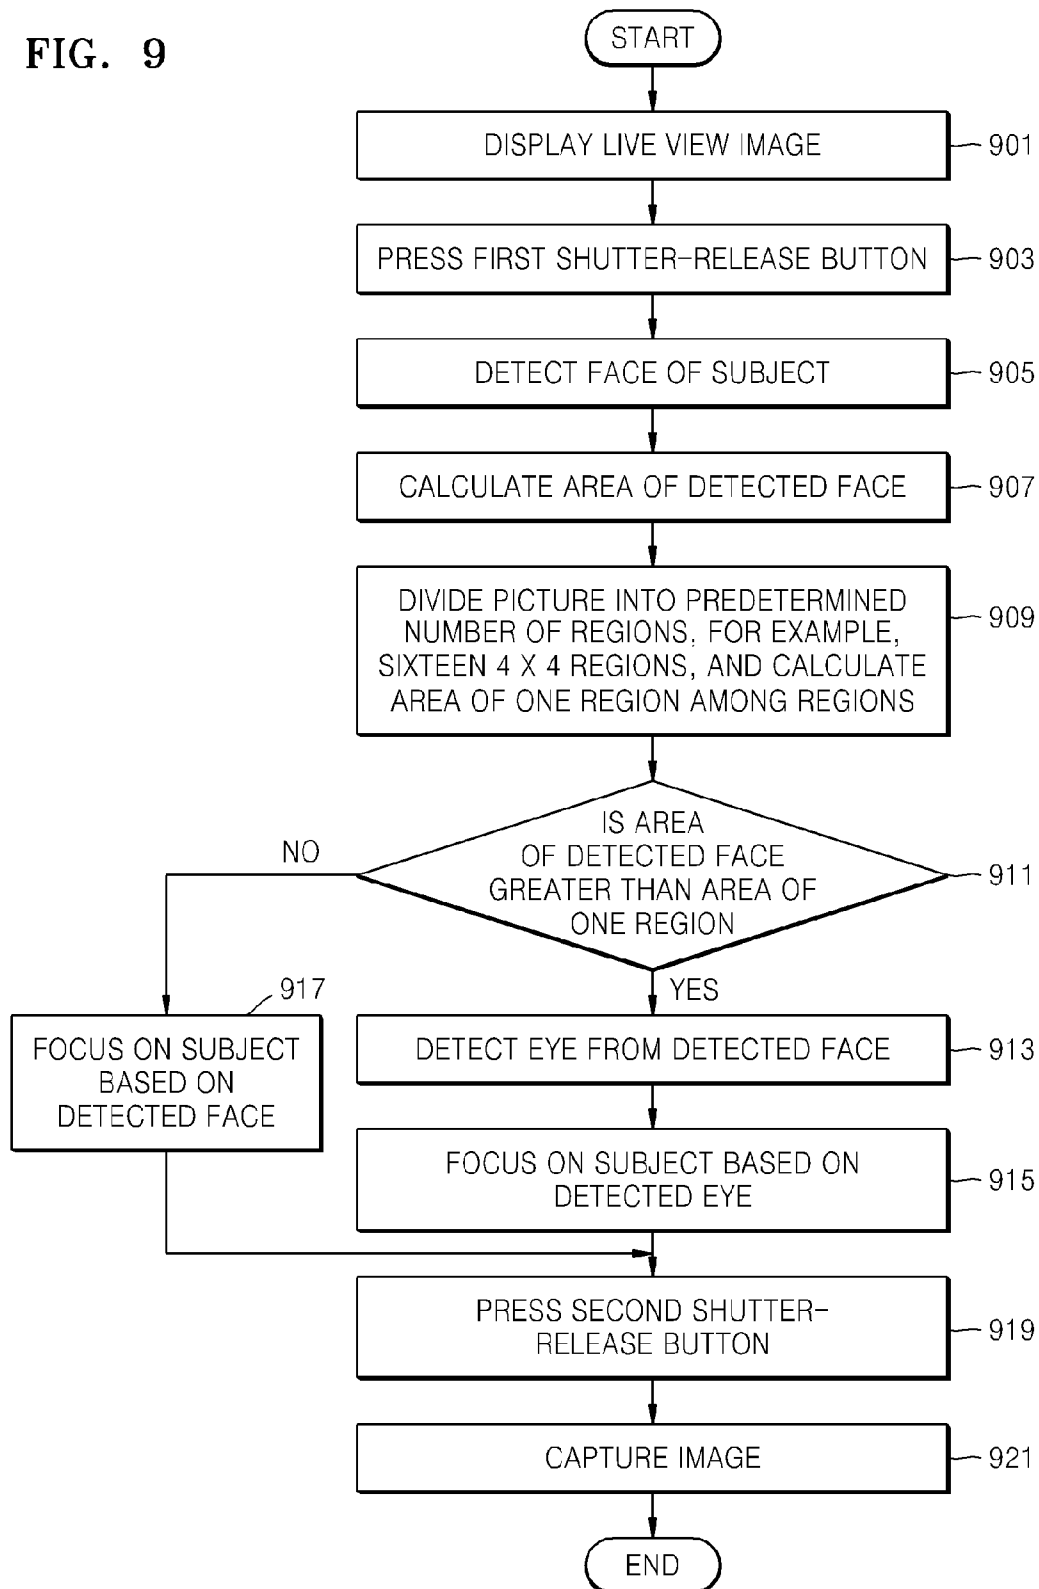 FIG. 9
START
DISPLAY LIVE VIEW IMAGE
901
PRESS FIRST SHUTTER-RELEASE BUTTON
903
DETECT FACE OF SUBJECT
905
CALCULATE AREA OF DETECTED FACE
907
DIVIDE PICTURE INTO PREDETERMINED
NUMBER OF REGIONS, FOR EXAMPLE,
SIXTEEN 4 X 4 REGIONS, AND CALCULATE
AREA OF ONE REGION AMONG REGIONS
909
IS AREA
OF DETECTED FACE
GREATER THAN AREA OF
ONE REGION
911
NO
YES
917
FOCUS ON SUBJECT
BASED ON
DETECTED FACE
DETECT EYE FROM DETECTED FACE
913
FOCUS ON SUBJECT BASED ON
DETECTED EYE
915
PRESS SECOND SHUTTER-
RELEASE BUTTON
919
CAPTURE IMAGE
921
END